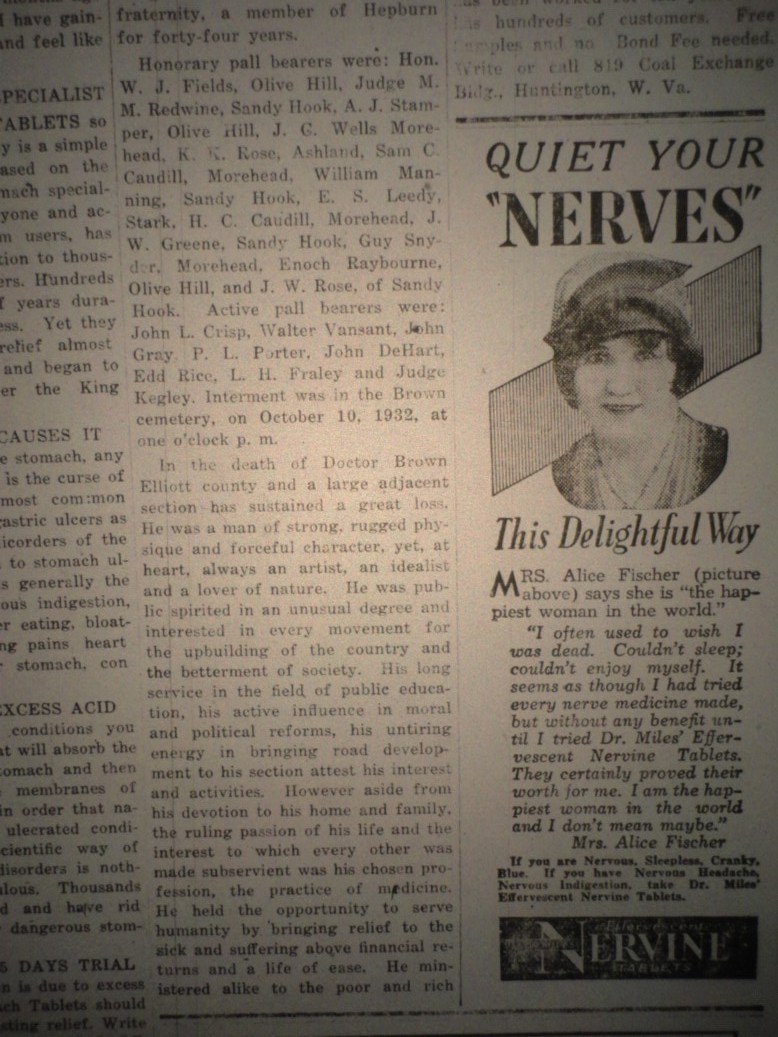 I have gain-
and feel like
SPECIALIST
TABLETS so
y is a simple
ased on the
mach special-
yone and ac-
m users, has
tion to thous-
ers. Hundreds
f years dura-
ess. Yet they
relief almost
and began to
er the King
CAUSES IT
e stomach, any
is the curse of
most common
gastric ulcers as
disorders of the
to stomach ul-
s generally the
ous indigestion,
er eating, bloat-
ng pains heart
r stomach, con
EXCESS ACID
conditions you
at will absorb the
stomach and then
membranes of
in order that na-
ulecrated condi-
scientific way of
disorders is noth-
ulous. Thousands
d and have rid
dangerous stom-
5 DAYS TRIAL
n is due to excess
ach Tablets should
sting relief. Write
fraternity, a member of Hepburn
for forty-four years.
Honorary pall bearers were: Hon.
W. J. Fields, Olive Hill, Judge M.
M. Redwine, Sandy Hook, A. J. Stam-
per, Olive Hill, J. G. Wells More-
head, K. K. Rose, Ashland, Sam C.
Caudill, Morehead, William Man-
ning, Sandy Hook, E. S. Leedy,
Stark, H. C. Caudill, Morehead, J.
W. Greene, Sandy Hook, Guy Sny-
der, Morehead, Enoch Raybourne,
Olive Hill, and J. W. Rose, of Sandy
Hook. Active pall bearers were:
John L. Crisp, Walter Vansant, John
Gray P. L. Porter, John DeHart,
Edd Rice, L. H. Fraley and Judge
Kegley. Interment was in the Brown
cemetery, on October 10, 1932, at
one o'clock p. m.
In the death of Doctor Brown
Elliott county and a large adjacent
section has sustained a great loss.
He was a man of strong, rugged phy-
sique and forceful character, yet, at
heart, always an artist, an idealist
and a lover of nature. He was pub-
lic spirited in an unusual degree and
interested in every movement for
the upbuilding of the country and
the betterment of society. His long
service in the field of public educa-
tion, his active influence in moral
and political reforms, his untiring
energy in bringing road develop-
ment to his section attest his interest
and activities. However aside from
his devotion to his home and family,
the ruling passion of his life and the
interest to which every other was
made subservient was his chosen pro-
fession, the practice of medicine.
He held the opportunity to serve
humanity by bringing relief to the
sick and suffering above financial re-
turns and a life of ease. He min-
istered alike to the poor and rich
hundreds of customers. Free
samples and no Bond Fee needed.
Write or call 819 Coal Exchange
Bldg., Huntington, W. Va.
QUIET YOUR
"NERVES"
This Delightful Way
MRS. Alice Fischer (picture
above) says she is "the hap-
piest woman in the world."
"I often used to wish I
was dead. Couldn't sleep;
couldn't enjoy myself. It
seems as though I had tried
every nerve medicine made,
but without any benefit un-
til I tried Dr. Miles' Effer-
vescent Nervine Tablets.
They certainly proved their
worth for me. I am the hap-
piest woman in the world
and I don't mean maybe."
Mrs. Alice Fischer
If you are Nervous, Sleepless, Cranky,
Blue. If you have Nervous Headache,
Nervous Indigestion, take Dr. Miles'
Effervescent Nervine Tablets.
Effervescent
NERVINE
TABLETS